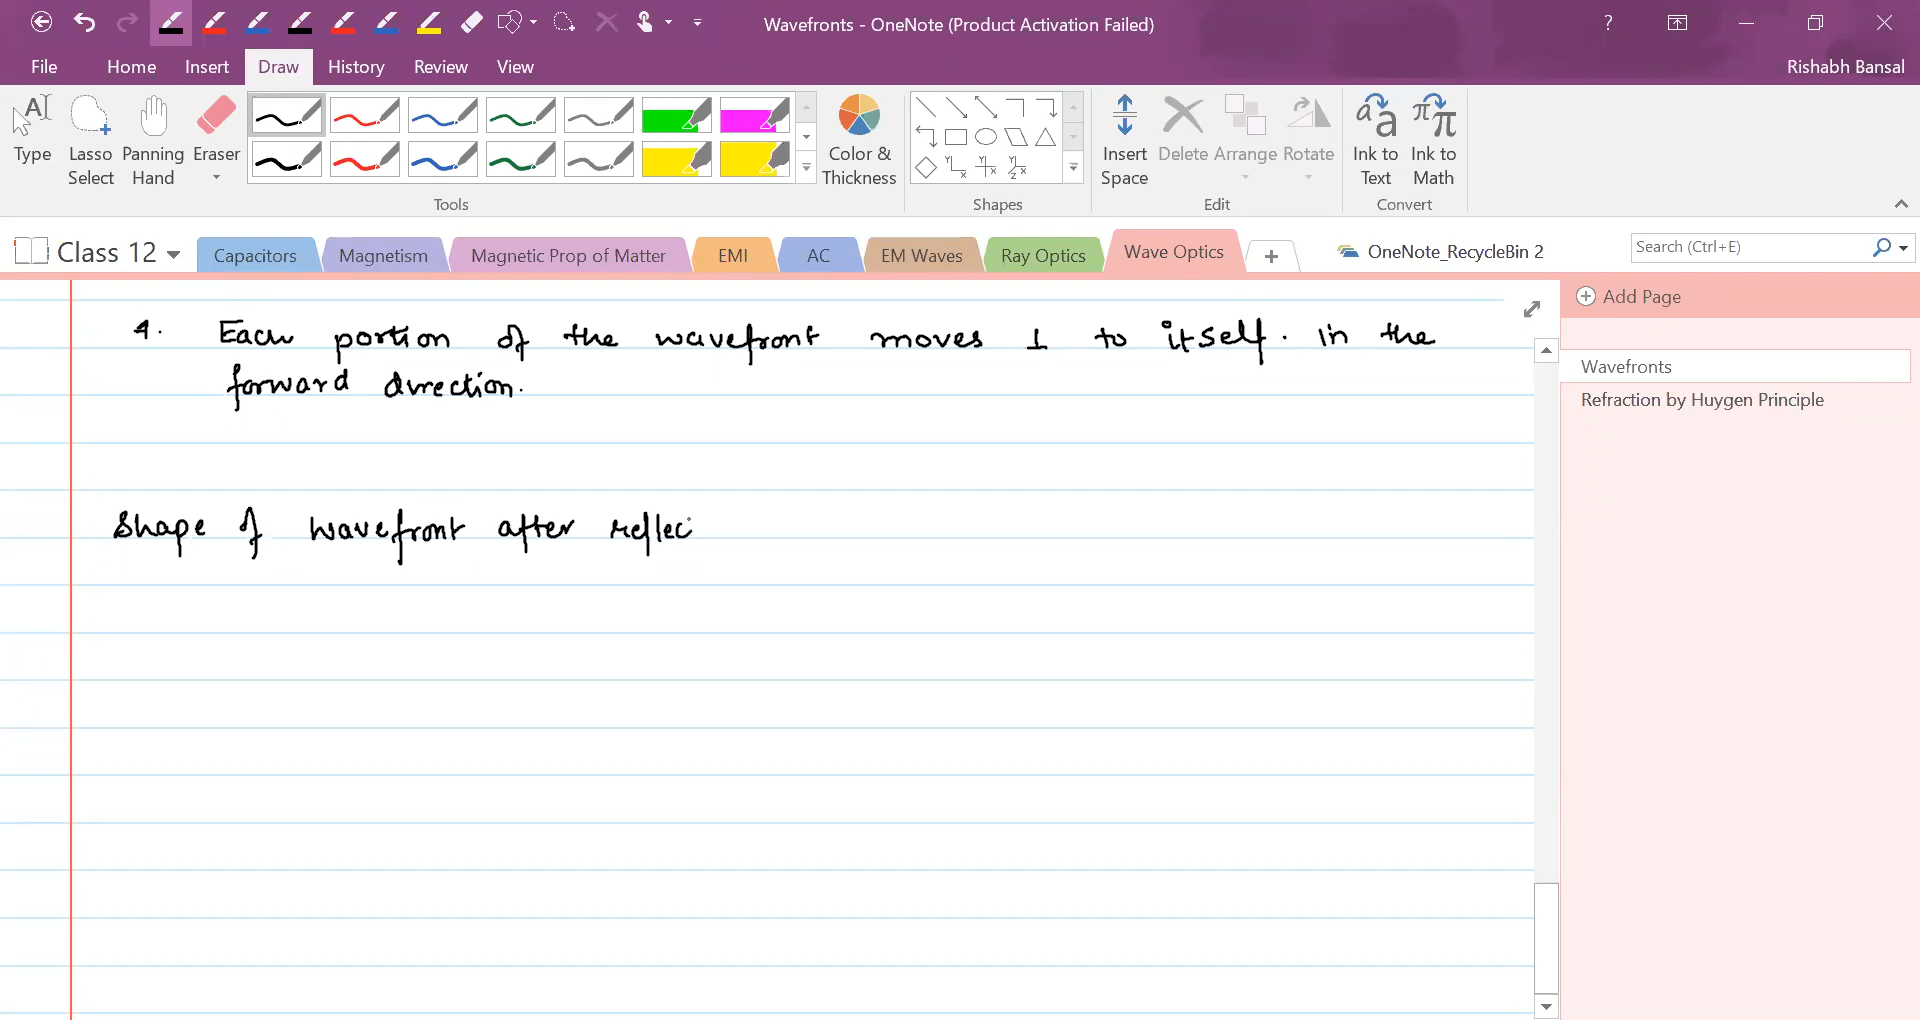 Wavefronts - OneNote (Product Activation Failed)
?
File Home Insert Draw History Review View
Rishabh Bansal
Type
Lasso Select
Panning Hand
Eraser
Color & Thickness
Insert Space
Delete
Arrange
Rotate
Ink to Text
Ink to Math
Tools
Shapes
Edit
Convert
Class 12
Capacitors
Magnetism
Magnetic Prop of Matter
EMI
AC
EM Waves
Ray Optics
Wave Optics
OneNote_RecycleBin 2
Search (Ctrl+E)
Add Page
Wavefronts
Refraction by Huygen Principle
4. Each portion of the wavefront moves ⊥ to itself. in the
forward direction.
Shape of wavefront after reflec